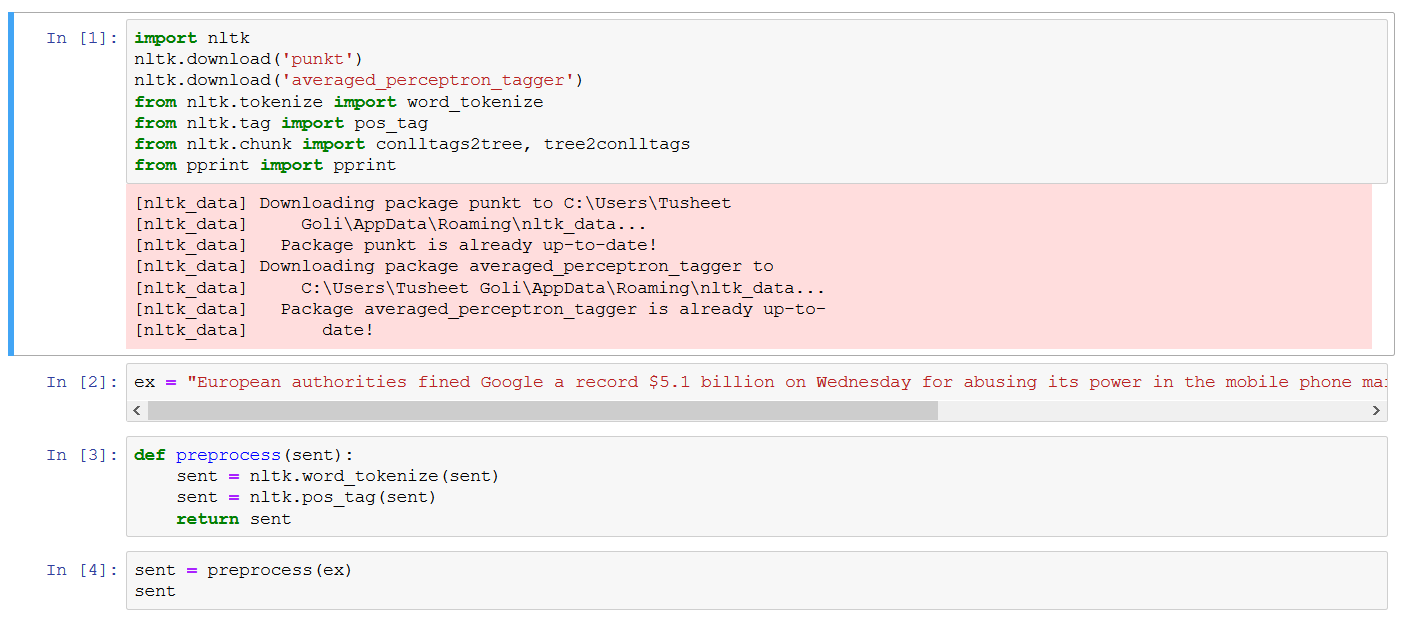 In [1]: import nltk
nltk.download('punkt')
nltk.download('averaged_perceptron_tagger')
from nltk.tokenize import word_tokenize
from nltk.tag import pos_tag
from nltk.chunk import conlltags2tree, tree2conlltags
from pprint import pprint
[nltk_data] Downloading package punkt to C:\Users\Tusheet
[nltk_data]     Goli\AppData\Roaming\nltk_data...
[nltk_data]   Package punkt is already up-to-date!
[nltk_data] Downloading package averaged_perceptron_tagger to
[nltk_data]     C:\Users\Tusheet Goli\AppData\Roaming\nltk_data...
[nltk_data]   Package averaged_perceptron_tagger is already up-to-
[nltk_data]       date!
In [2]: ex = "European authorities fined Google a record $5.1 billion on Wednesday for abusing its power in the mobile phone
In [3]: def preprocess(sent):
    sent = nltk.word_tokenize(sent)
    sent = nltk.pos_tag(sent)
    return sent
In [4]: sent = preprocess(ex)
sent